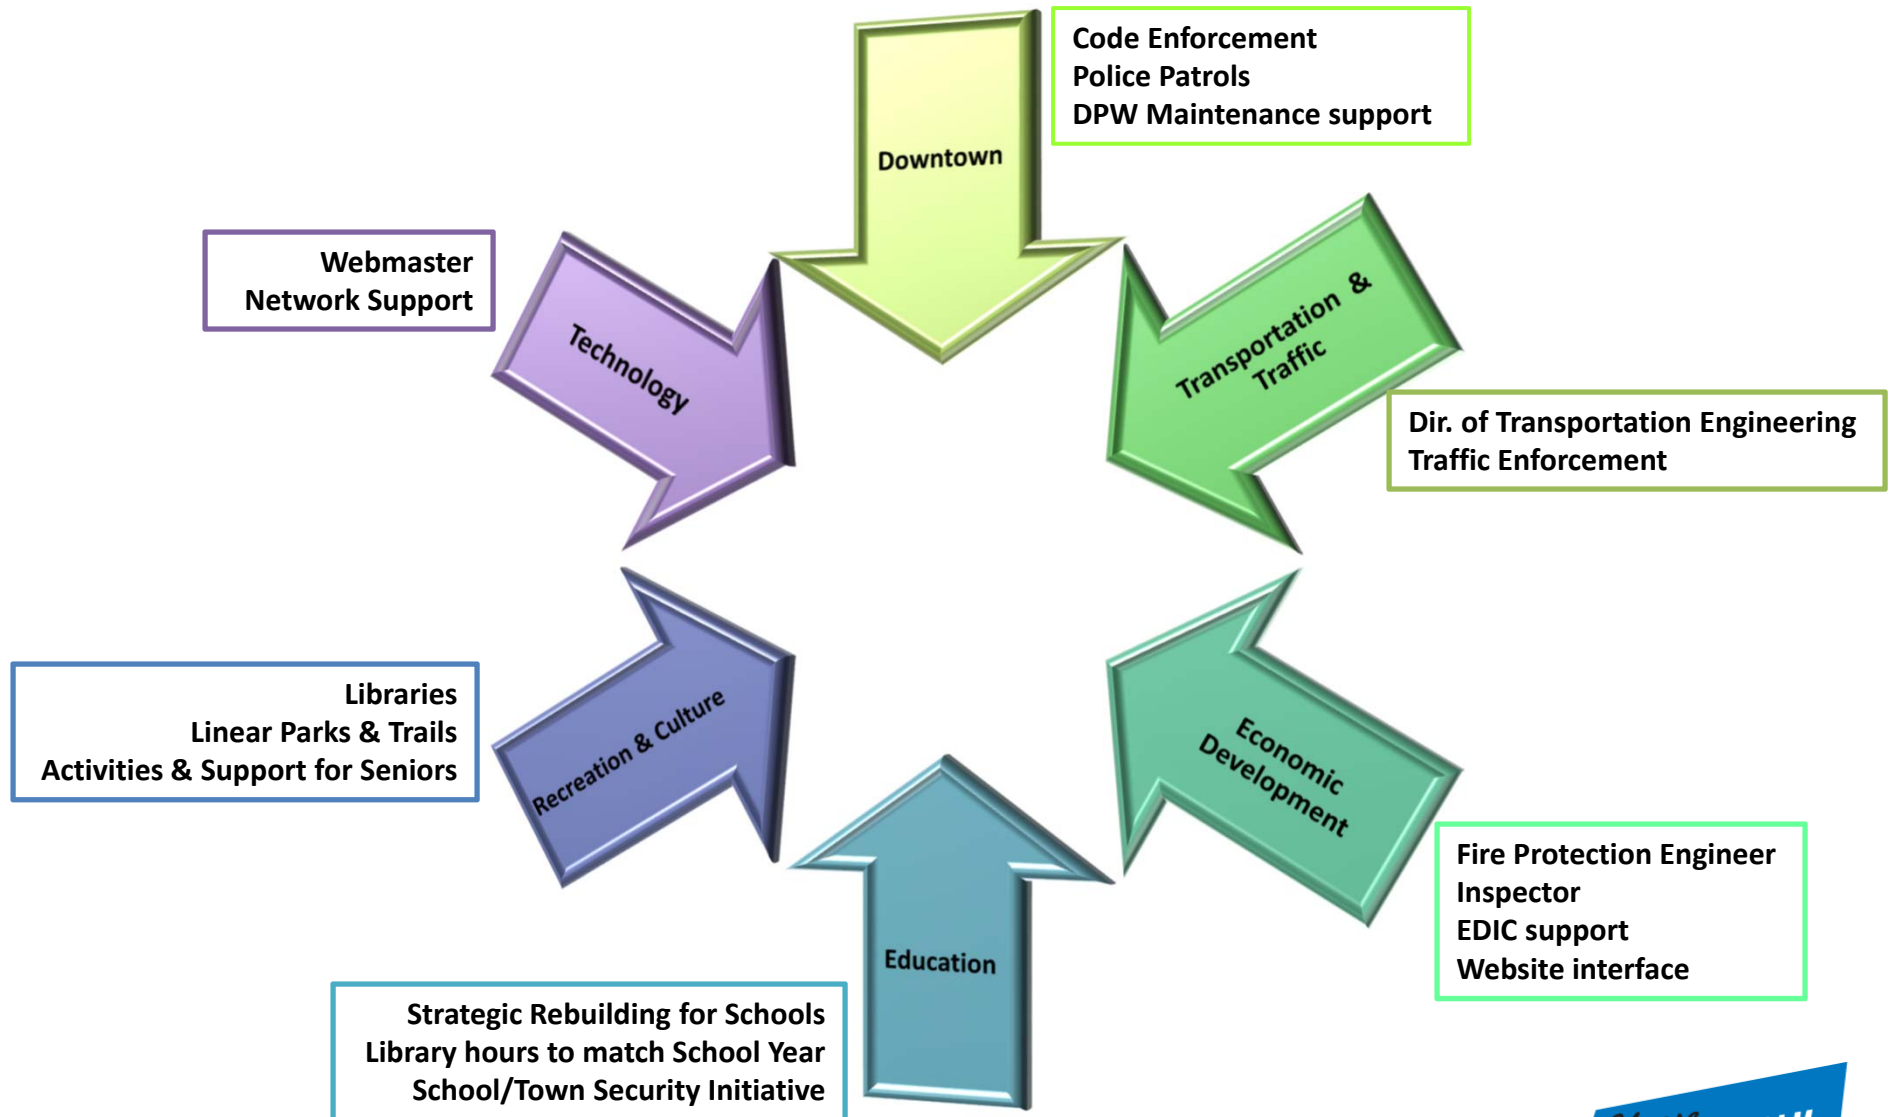 Code Enforcement
Police Patrols
DPW Maintenance support
Downtown
Webmaster
Network Support
Technology
Transportation &
Traffic
Dir. of Transportation Engineering
Traffic Enforcement
Libraries
Linear Parks & Trails
Activities & Support for Seniors
Recreation & Culture
Economic
Development
Fire Protection Engineer
Inspector
EDIC support
Website interface
Education
Strategic Rebuilding for Schools
Library hours to match School Year
School/Town Security Initiative